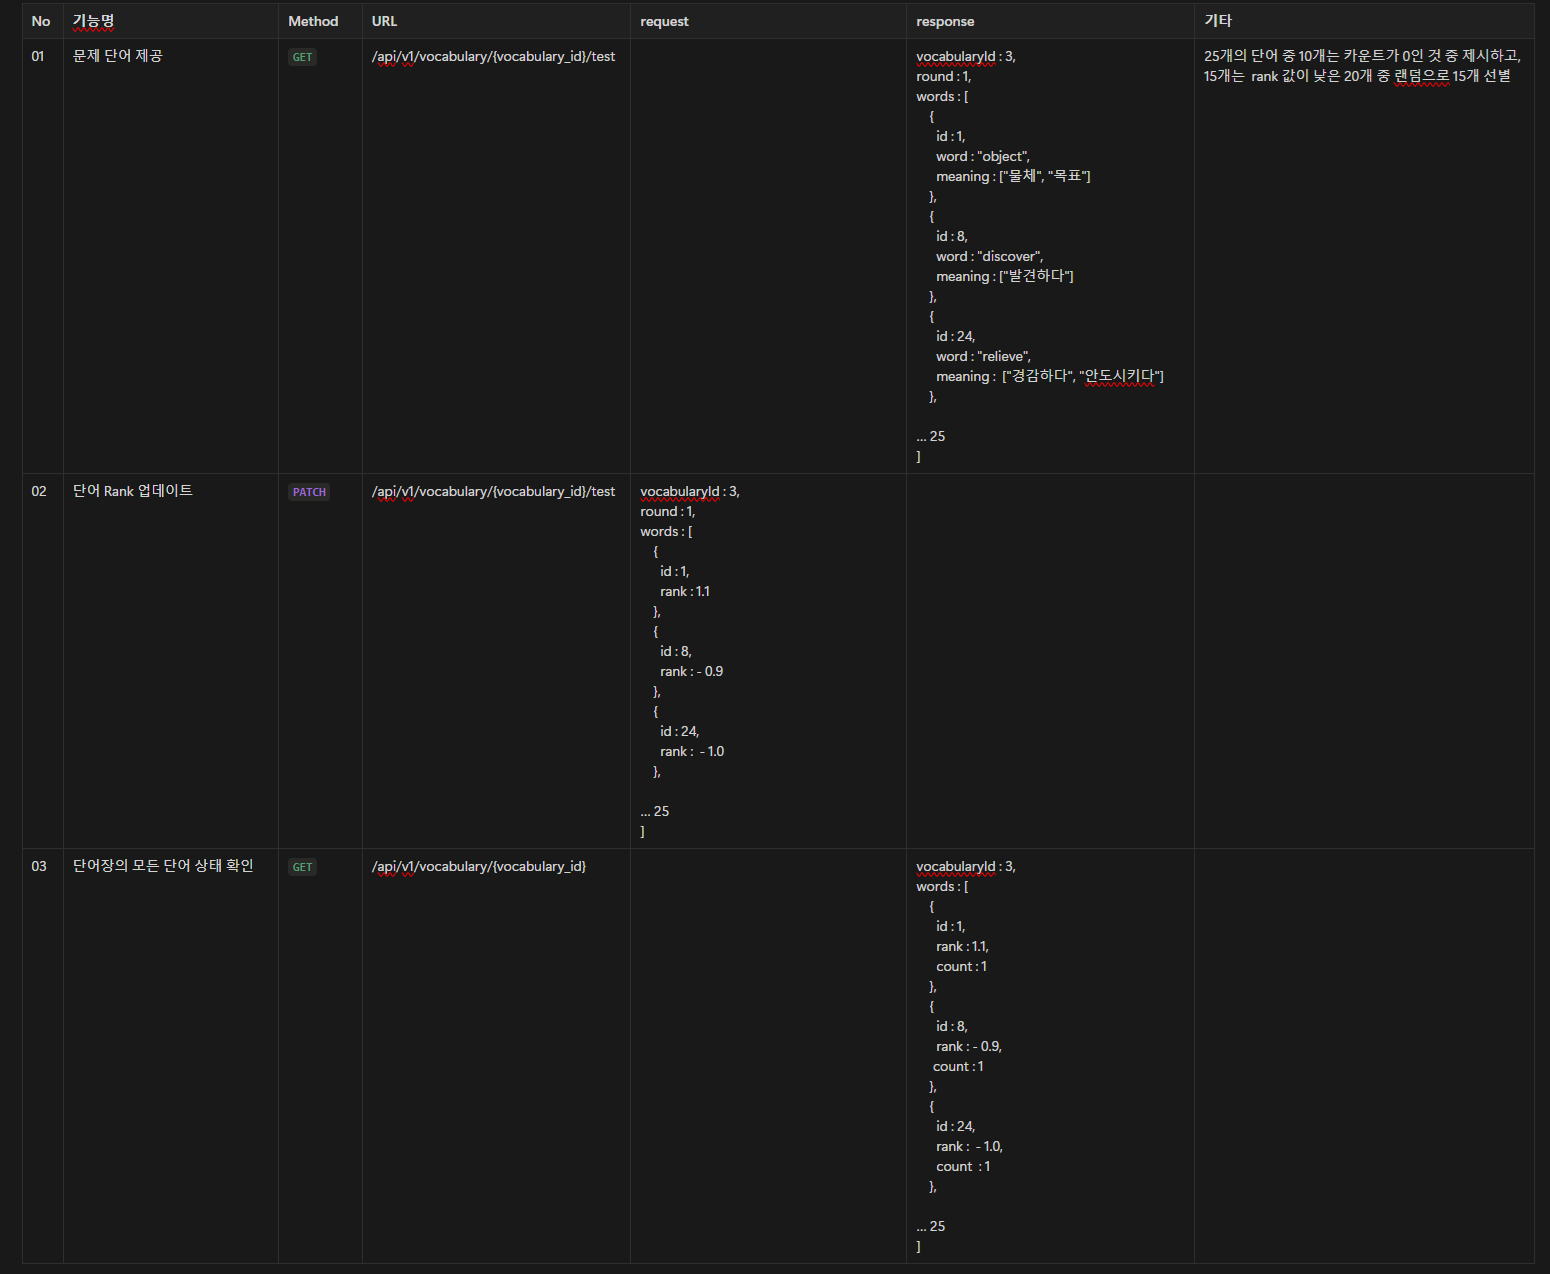 No 기능명 Method URL request response 기타
01 문제 단어 제공 GET /api/v1/vocabulary/{vocabulary_id}/test
vocabularyId : 3,
round : 1,
words : [
{
id : 1,
word : "object",
meaning : ["물체", "목표"]
},
{
id : 8,
word : "discover",
meaning : ["발견하다"]
},
{
id : 24,
word : "relieve",
meaning : ["경감하다", "안도시키다"]
},
... 25
]
25개의 단어 중 10개는 카운트가 0인 것 중 제시하고,
15개는 rank 값이 낮은 20개 중 랜덤으로 15개 선별
02 단어 Rank 업데이트 PATCH /api/v1/vocabulary/{vocabulary_id}/test
vocabularyId : 3,
round : 1,
words : [
{
id : 1,
rank : 1.1
},
{
id : 8,
rank : - 0.9
},
{
id : 24,
rank : - 1.0
},
... 25
]
03 단어장의 모든 단어 상태 확인 GET /api/v1/vocabulary/{vocabulary_id}
vocabularyId : 3,
words : [
{
id : 1,
rank : 1.1,
count : 1
},
{
id : 8,
rank : - 0.9,
count : 1
},
{
id : 24,
rank : - 1.0,
count : 1
},
... 25
]